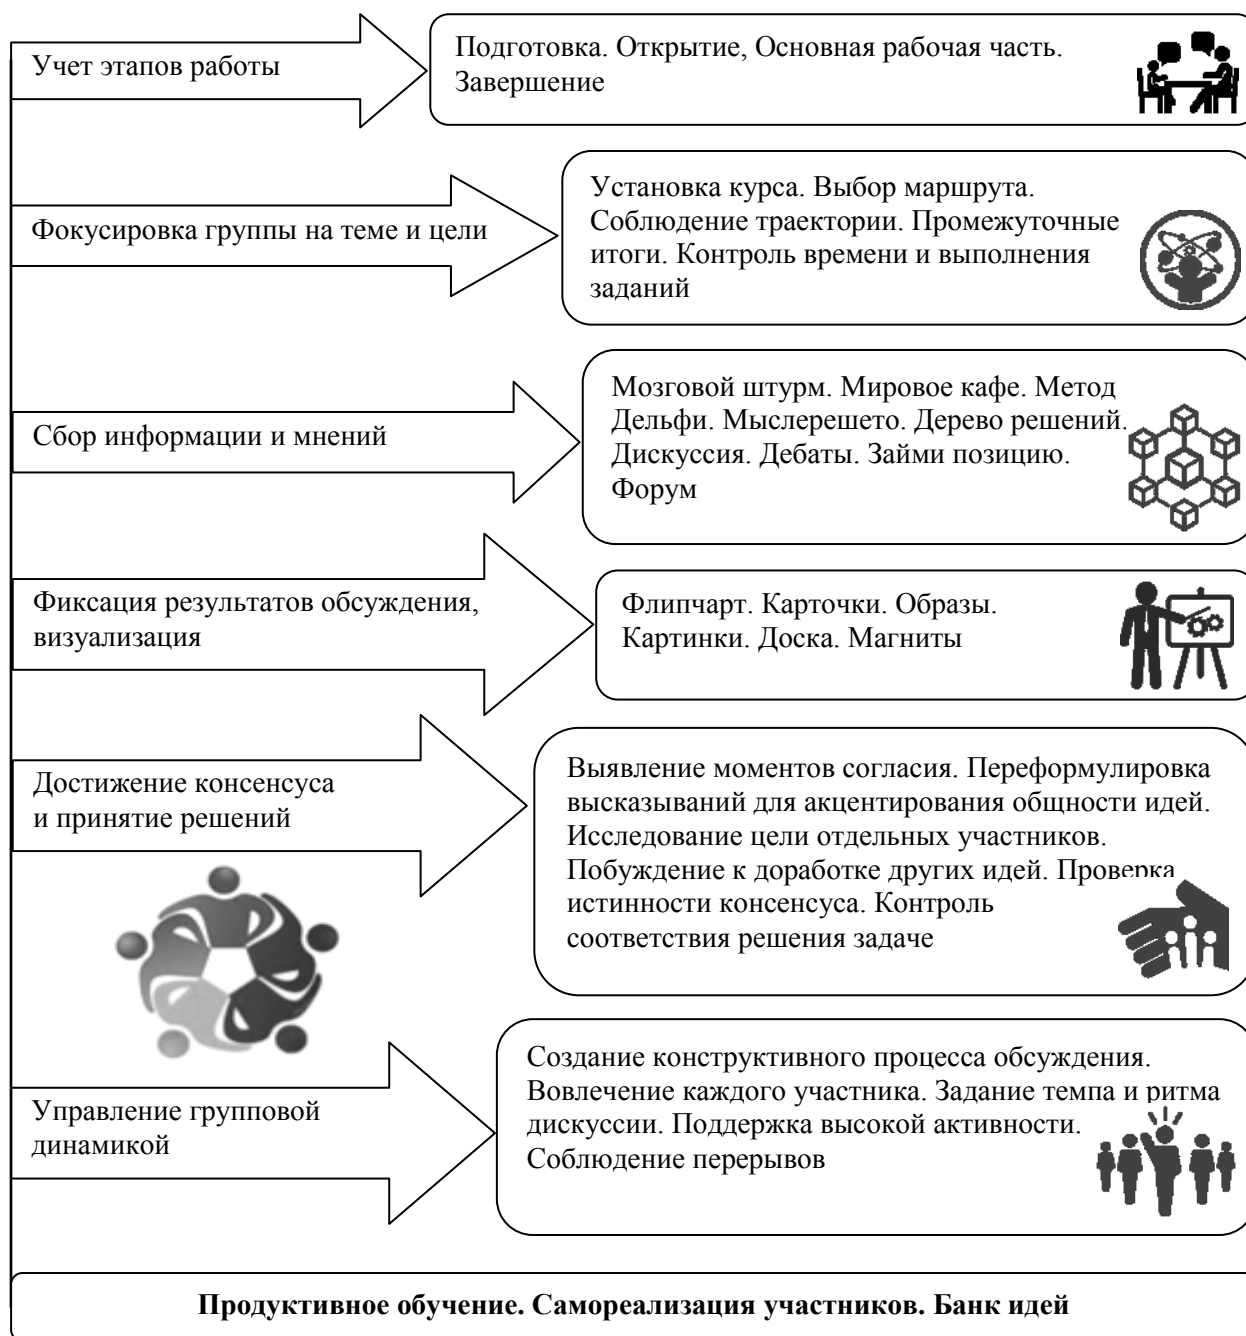 Учет этапов работы
Подготовка. Открытие, Основная рабочая часть.
Завершение
Фокусировка группы на теме и цели
Установка курса. Выбор маршрута.
Соблюдение траектории. Промежуточные
итоги. Контроль времени и выполнения
заданий
Сбор информации и мнений
Мозговой штурм. Мировое кафе. Метод
Дельфи. Мыслерешето. Дерево решений.
Дискуссия. Дебаты. Займи позицию.
Форум
Фиксация результатов обсуждения,
визуализация
Флипчарт. Карточки. Образы.
Картинки. Доска. Магниты
Достижение консенсуса
и принятие решений
Выявление моментов согласия. Переформулировка
высказываний для акцентирования общности идей.
Исследование цели отдельных участников.
Побуждение к доработке других идей. Проверка
истинности консенсуса. Контроль
соответствия решения задаче
Управление групповой
динамикой
Создание конструктивного процесса обсуждения.
Вовлечение каждого участника. Задание темпа и ритма
дискуссии. Поддержка высокой активности.
Соблюдение перерывов
Продуктивное обучение. Самореализация участников. Банк идей